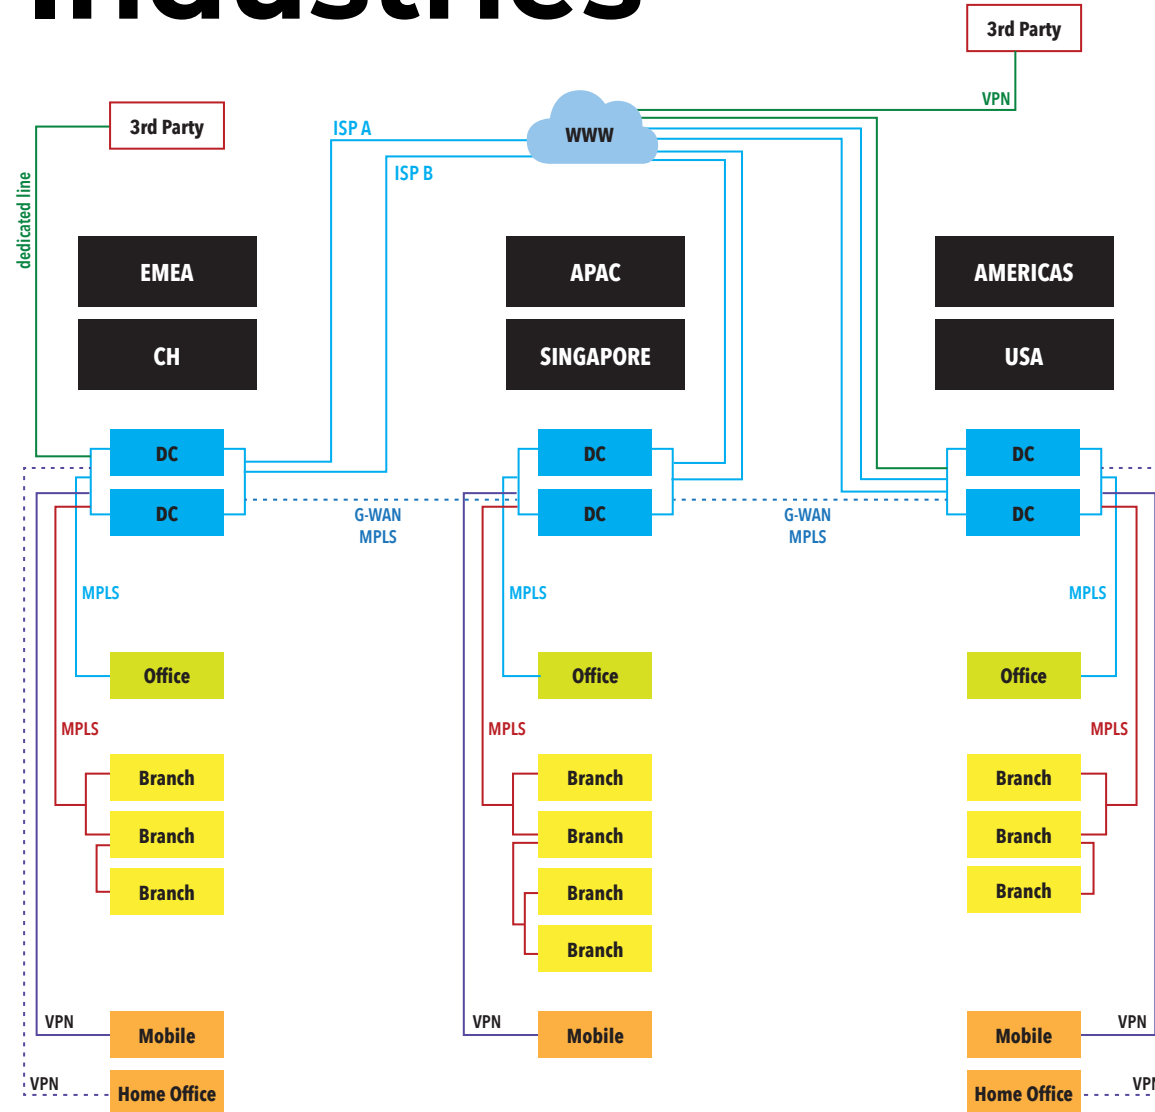 Industries
3rd Party
VPN
3rd Party
ISP A
WWW
ISP B
dedicated line
EMEA
APAC
AMERICAS
CH
SINGAPORE
USA
DC
DC
DC
DC
DC
DC
G-WAN
MPLS
G-WAN
MPLS
MPLS
MPLS
MPLS
Office
Office
Office
MPLS
MPLS
MPLS
Branch
Branch
Branch
Branch
Branch
Branch
Branch
Branch
Branch
Branch
VPN
VPN
VPN
Mobile
Mobile
Mobile
VPN
VPN
Home Office
Home Office